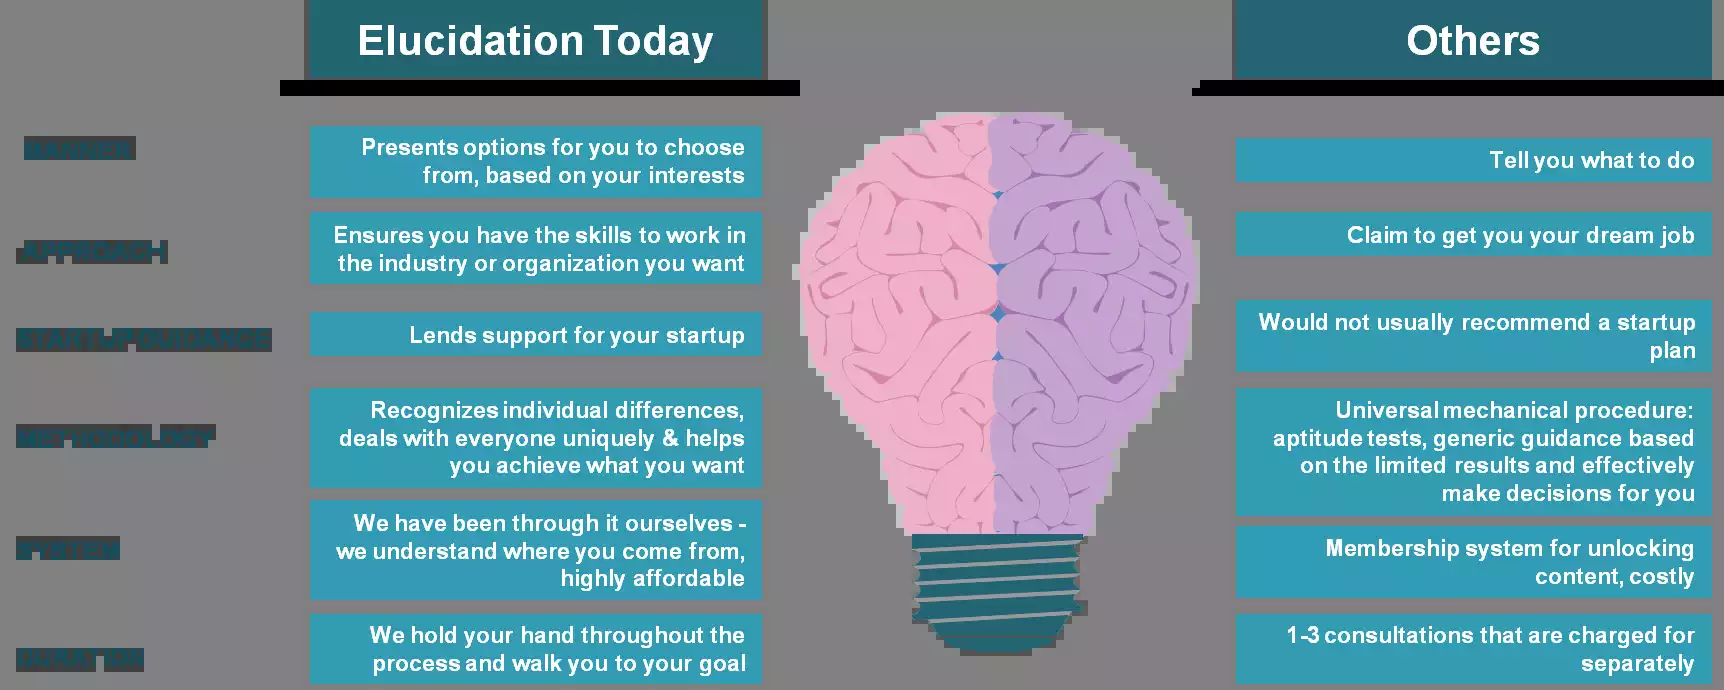 Elucidation Today
Others
MANNER
Presents options for you to choose
from, based on your interests
Tell you what to do
APPROACH
Ensures you have the skills to work in
the industry or organization you want
Claim to get you your dream job
STARTUP GUIDANCE
Lends support for your startup
Would not usually recommend a startup
plan
METHODOLOGY
Recognizes individual differences,
deals with everyone uniquely & helps
you achieve what you want
Universal mechanical procedure:
aptitude tests, generic guidance based
on the limited results and effectively
make decisions for you
SYSTEM
We have been through it ourselves -
we understand where you come from,
highly affordable
Membership system for unlocking
content, costly
DURATION
We hold your hand throughout the
process and walk you to your goal
1-3 consultations that are charged for
separately